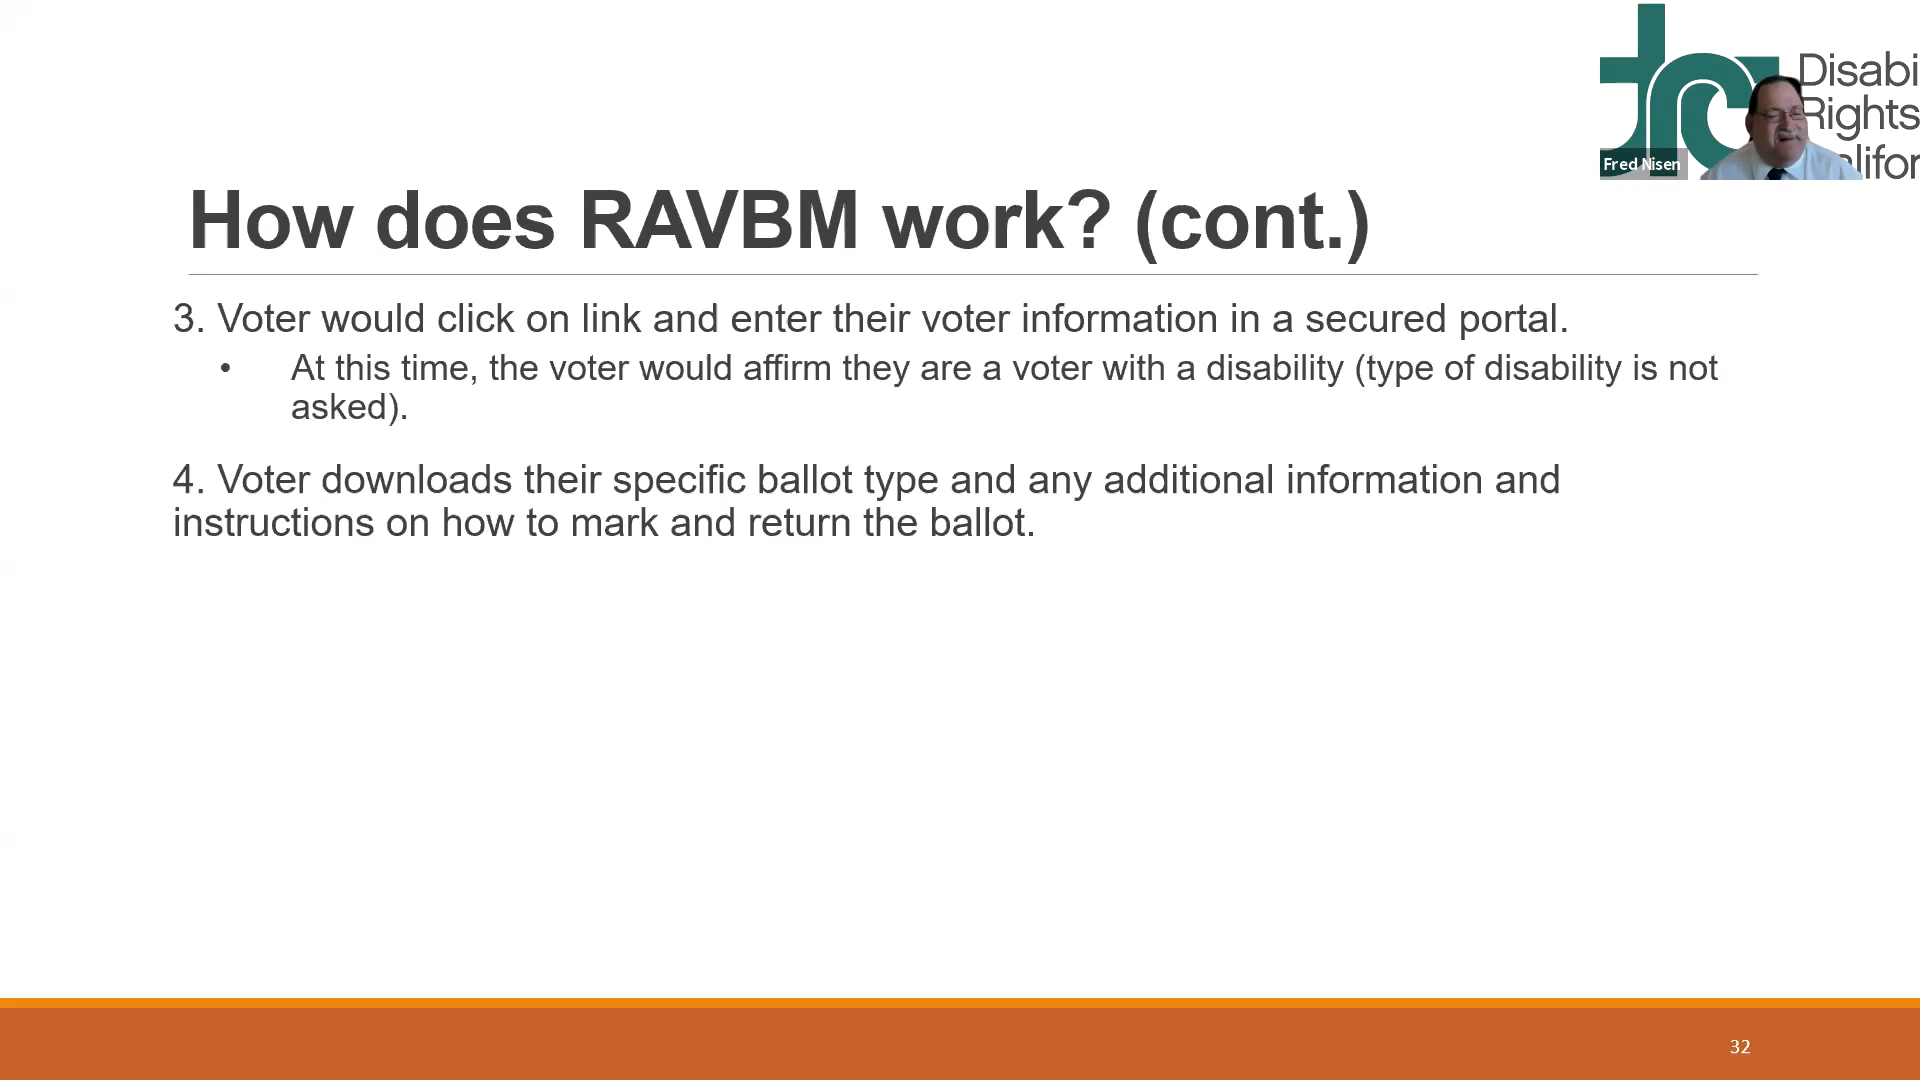 Disabi
Rights
lifor
Fred Nisen
How does RAVBM work? (cont.)
3. Voter would click on link and enter their voter information in a secured portal.
• At this time, the voter would affirm they are a voter with a disability (type of disability is not
asked).
4. Voter downloads their specific ballot type and any additional information and
instructions on how to mark and return the ballot.
32